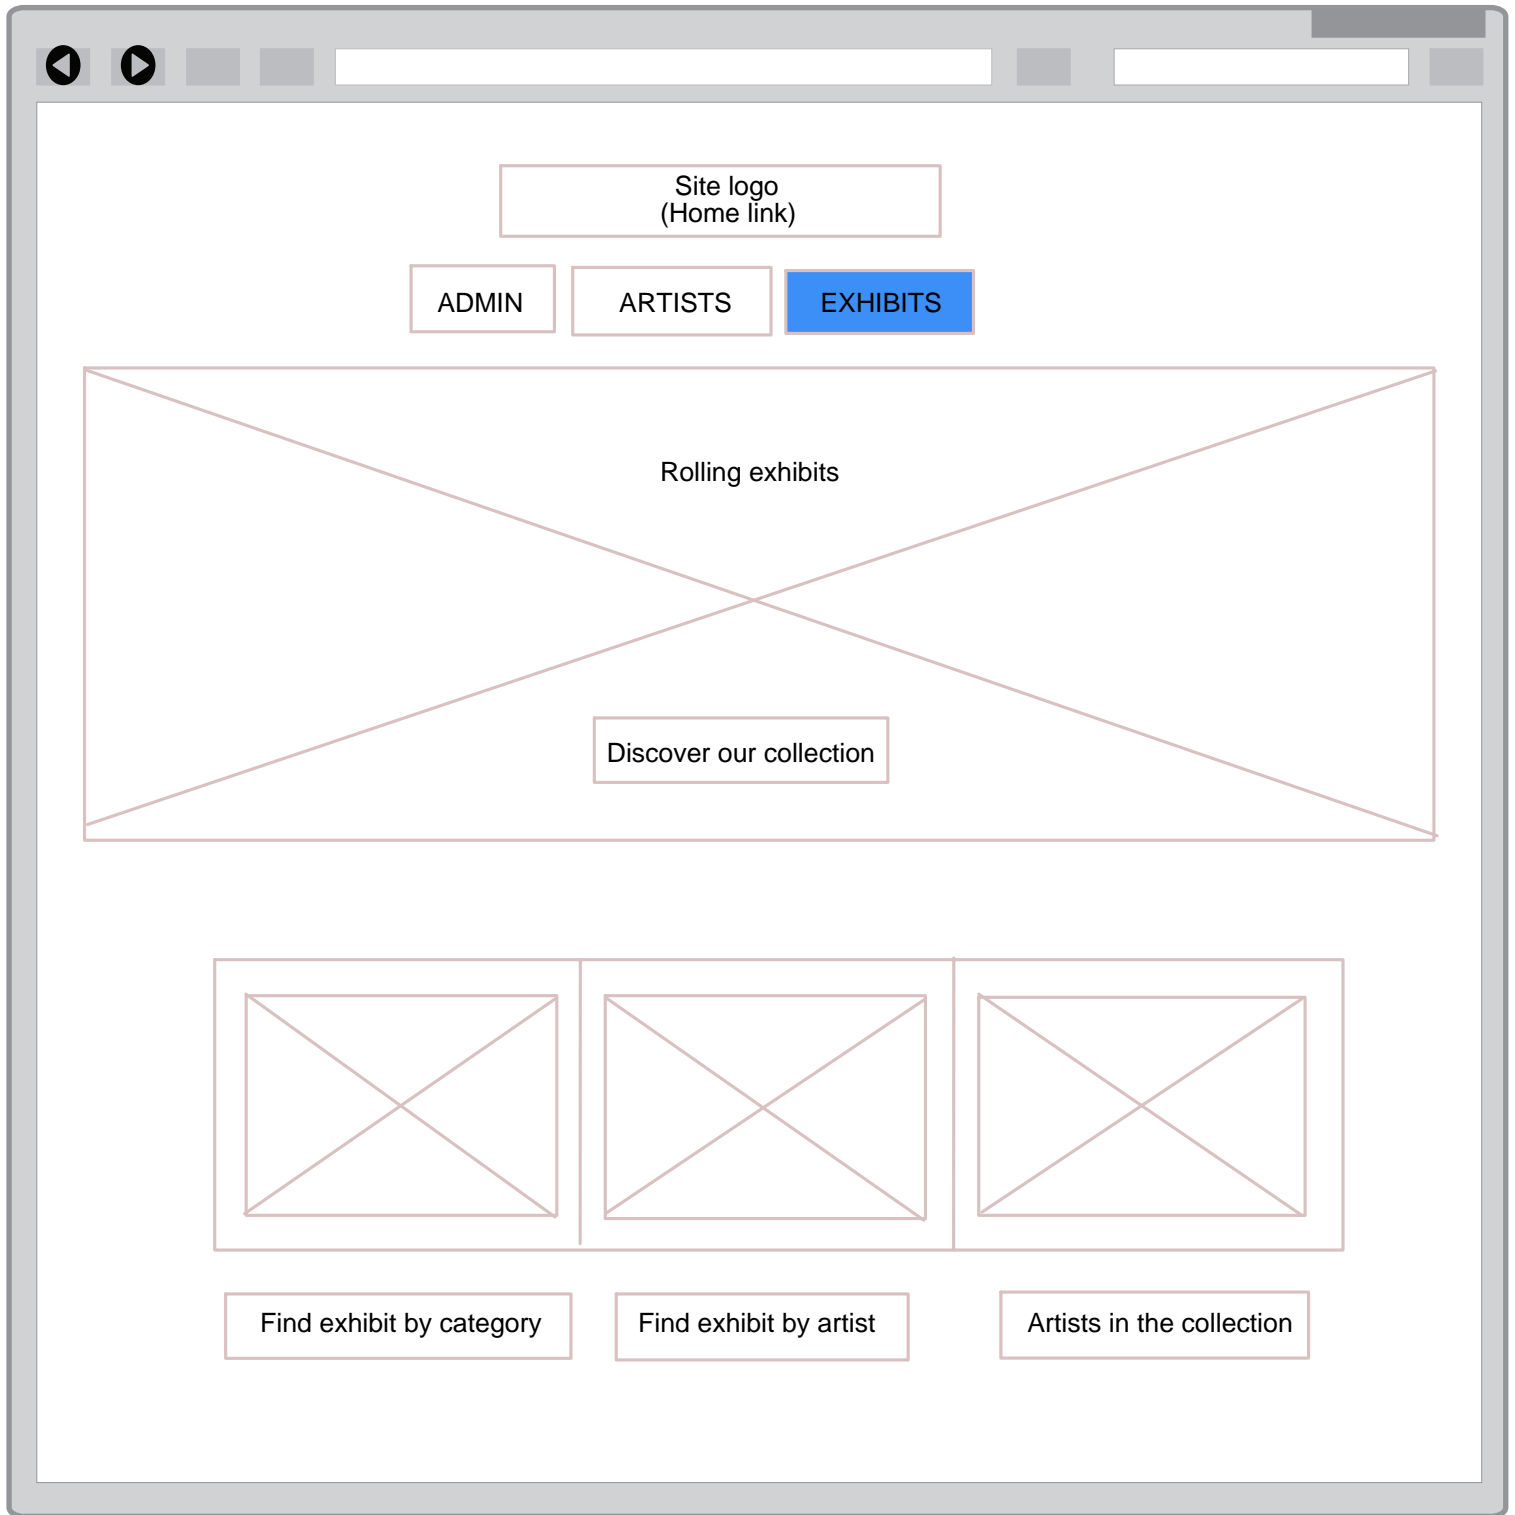 Site logo
(Home link)
ADMIN
ARTISTS
EXHIBITS
Rolling exhibits
Discover our collection
Find exhibit by category
Find exhibit by artist
Artists in the collection